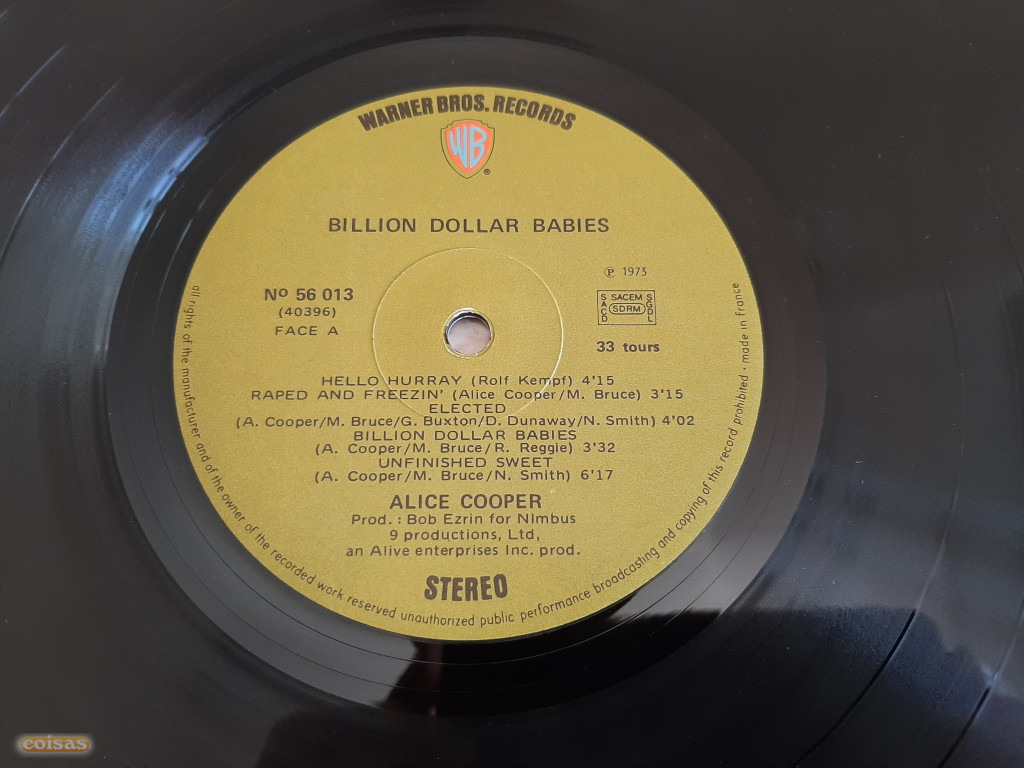 WARNER BROS. RECORDS
WB
®
BILLION DOLLAR BABIES
℗ 1973
Nº 56 013
(40396)
FACE A
SACD SACEM SDRM SGDL
33 tours
HELLO HURRAY (Rolf Kempf) 4'15
RAPED AND FREEZIN' (Alice Cooper/M. Bruce) 3'15
ELECTED
(A. Cooper/M. Bruce/G. Buxton/D. Dunaway/N. Smith) 4'02
BILLION DOLLAR BABIES
(A. Cooper/M. Bruce/R. Reggie) 3'32
UNFINISHED SWEET
(A. Cooper/M. Bruce/N. Smith) 6'17
ALICE COOPER
Prod. : Bob Ezrin for NImbus
9 productions, Ltd,
an Alive enterprises Inc. prod.
STEREO
all rights of the manufacturer and of the owner of the recorded work reserved unauthorized public performance broadcasting and copying of this record prohibited • made in france
coisas